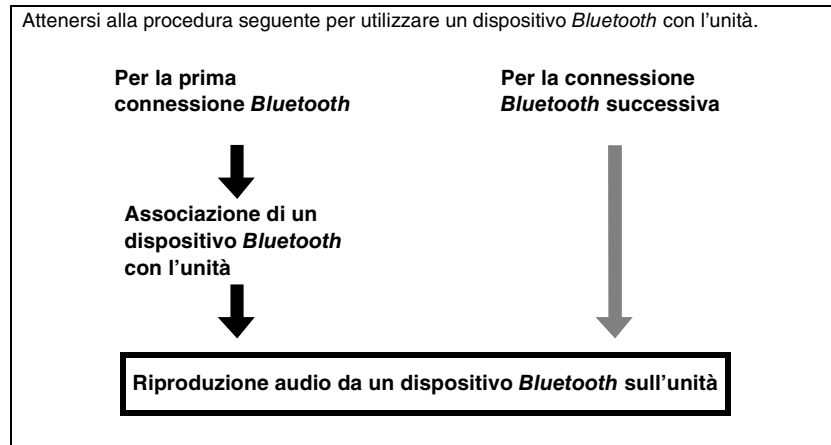 Attenersi alla procedura seguente per utilizzare un dispositivo Bluetooth con l'unità.
Per la prima
connessione Bluetooth
Per la connessione
Bluetooth successiva
Associazione di un
dispositivo Bluetooth
con l'unità
Riproduzione audio da un dispositivo Bluetooth sull'unità